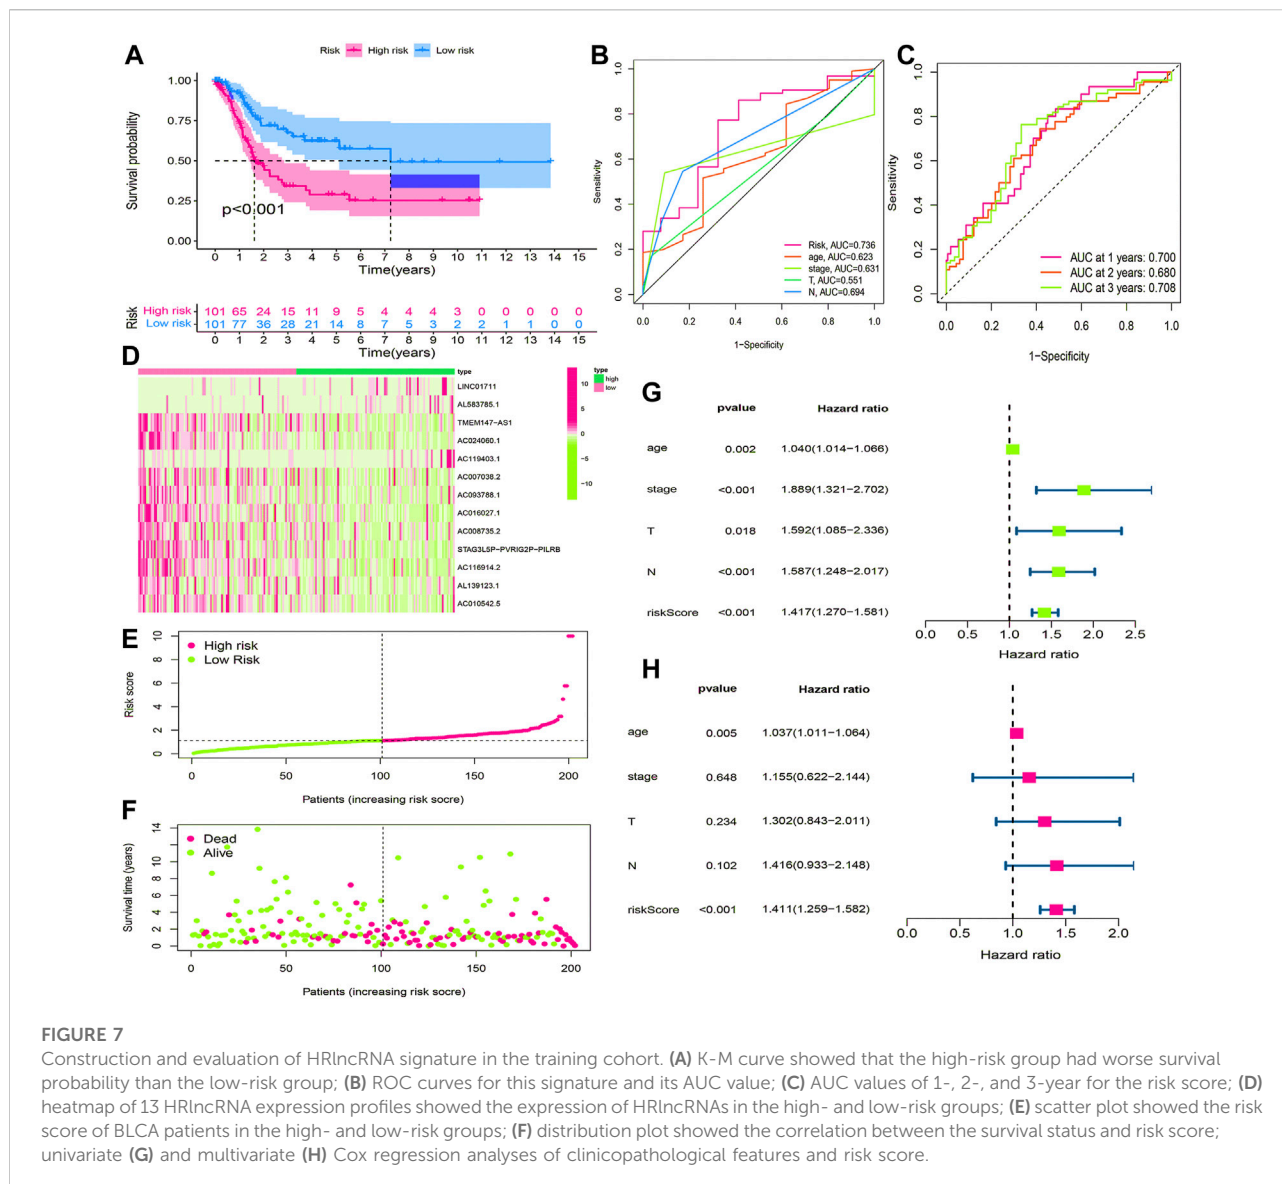 A
Risk High risk Low risk
Survival probability
1.00
0.75
0.50
0.25
0.00
p<0.001
0 1 2 3 4 5 6 7 8 9 10 11 12 13 14 15
Time(years)
Risk
High risk 101 65 24 15 11 9 5 4 4 4 3 0 0 0 0 0
Low risk 101 77 36 28 21 14 8 7 5 3 2 2 1 1 0 0
0 1 2 3 4 5 6 7 8 9 10 11 12 13 14 15
Time(years)
B
Sensitivity
1.0
0.8
0.6
0.4
0.2
0.0
Risk, AUC=0.736
age, AUC=0.623
stage, AUC=0.631
T, AUC=0.551
N, AUC=0.694
0.0 0.2 0.4 0.6 0.8 1.0
1−Specificity
C
Sensitivity
1.0
0.8
0.6
0.4
0.2
0.0
AUC at 1 years: 0.700
AUC at 2 years: 0.680
AUC at 3 years: 0.708
0.0 0.2 0.4 0.6 0.8 1.0
1−Specificity
D
type
LINC01711
AL583785.1
TMEM147−AS1
AC024060.1
AC119403.1
AC007038.2
AC093788.1
AC016027.1
AC008735.2
STAG3L5P−PVRIG2P−PILRB
AC116914.2
AL139123.1
AC010542.5
10
5
0
−5
−10
type
high
low
E
Risk score
10
8
6
4
2
0
High risk
Low Risk
0 50 100 150 200
Patients (increasing risk socre)
F
Survival time (years)
14
12
10
8
6
4
2
0
Dead
Alive
0 50 100 150 200
Patients (increasing risk socre)
G
pvalue Hazard ratio
age 0.002 1.040(1.014−1.066)
stage <0.001 1.889(1.321−2.702)
T 0.018 1.592(1.085−2.336)
N <0.001 1.587(1.248−2.017)
riskScore <0.001 1.417(1.270−1.581)
0.0 0.5 1.0 1.5 2.0 2.5
Hazard ratio
H
pvalue Hazard ratio
age 0.005 1.037(1.011−1.064)
stage 0.648 1.155(0.622−2.144)
T 0.234 1.302(0.843−2.011)
N 0.102 1.416(0.933−2.148)
riskScore <0.001 1.411(1.259−1.582)
0.0 0.5 1.0 1.5 2.0
Hazard ratio
FIGURE 7
Construction and evaluation of HRlncRNA signature in the training cohort. (A) K-M curve showed that the high-risk group had worse survival
probability than the low-risk group; (B) ROC curves for this signature and its AUC value; (C) AUC values of 1-, 2-, and 3-year for the risk score; (D)
heatmap of 13 HRlncRNA expression profiles showed the expression of HRlncRNAs in the high- and low-risk groups; (E) scatter plot showed the risk
score of BLCA patients in the high- and low-risk groups; (F) distribution plot showed the correlation between the survival status and risk score;
univariate (G) and multivariate (H) Cox regression analyses of clinicopathological features and risk score.